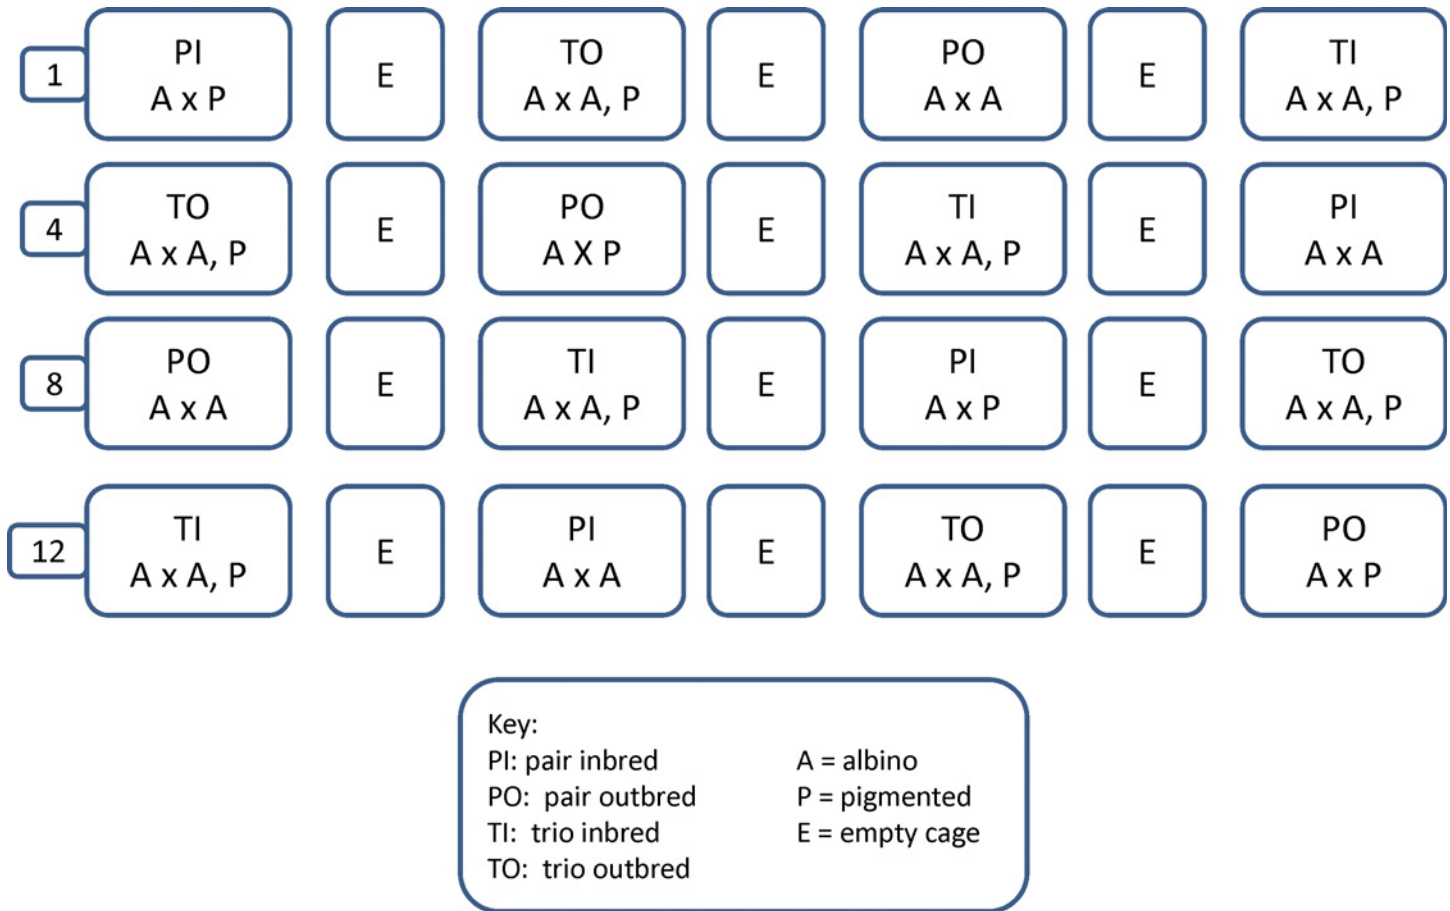 1
PI
A x P
E
TO
A x A, P
E
PO
A x A
E
TI
A x A, P
4
TO
A x A, P
E
PO
A X P
E
TI
A x A, P
E
PI
A x A
8
PO
A x A
E
TI
A x A, P
E
PI
A x P
E
TO
A x A, P
12
TI
A x A, P
E
PI
A x A
E
TO
A x A, P
E
PO
A x P
Key:
PI: pair inbred
PO: pair outbred
TI: trio inbred
TO: trio outbred
A = albino
P = pigmented
E = empty cage